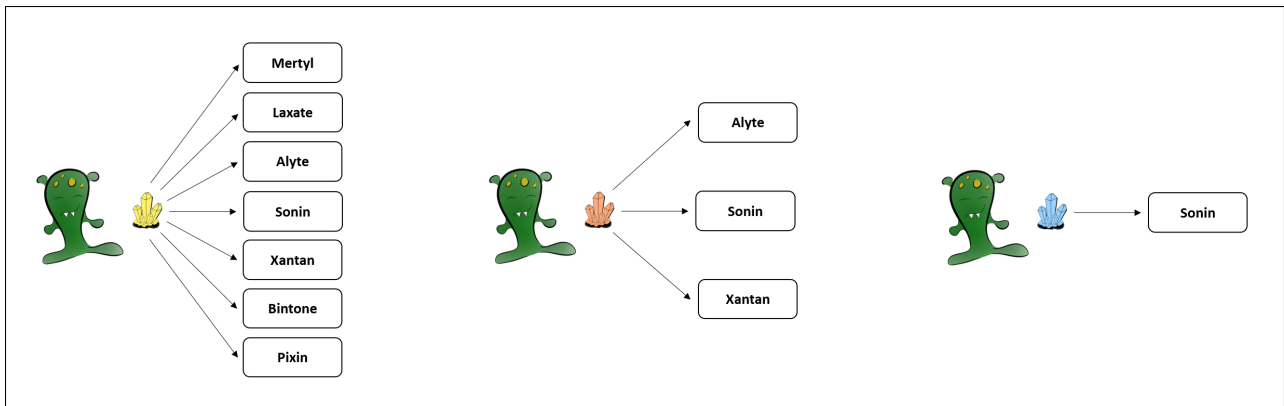 Mertyl
Laxate
Alyte
Sonin
Xantan
Bintone
Pixin
Alyte
Sonin
Xantan
Sonin